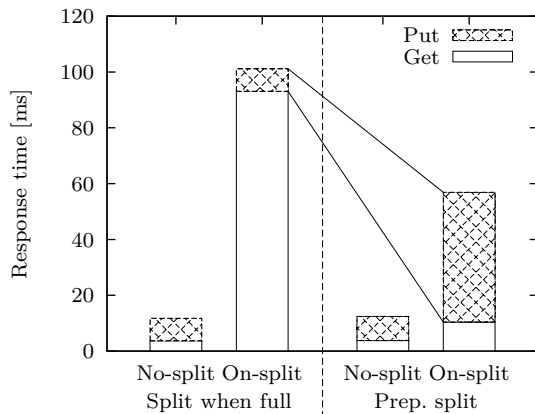 120
100
80
60
40
20
0
Response time [ms]
Put
Get
No-split On-split No-split On-split
Split when full Prep. split